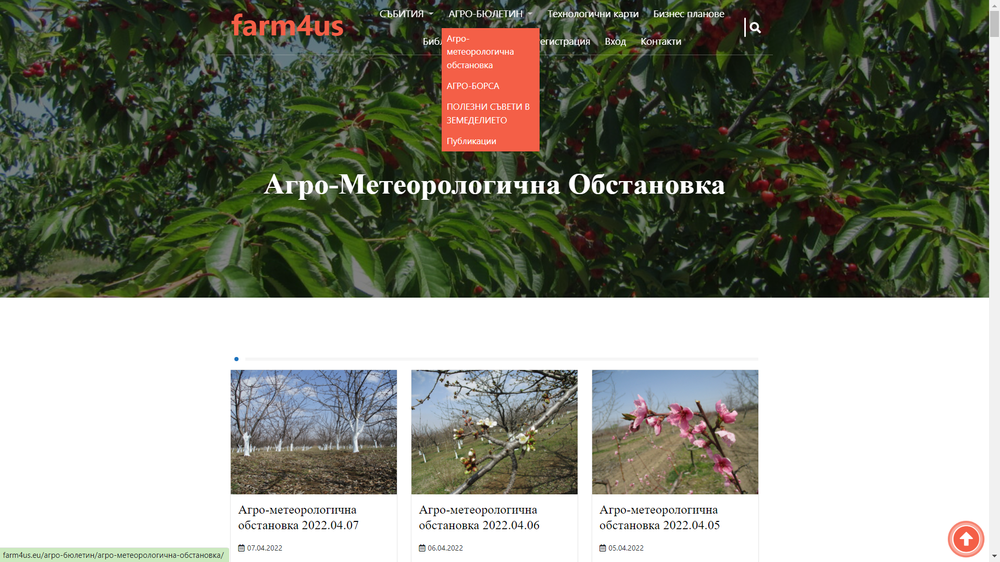 farm4us
СЪБИТИЯ
АГРО-БЮЛЕТИН
Технологични карти
Бизнес планове
Вход
Контакти
Агро-
метеорологична
обстановка
АГРО-БОРСА
ПОЛЕЗНИ СЪВЕТИ В
ЗЕМЕДЕЛИЕТО
Публикации
Агро-Метеорологична Обстановка
Агро-метеорологична
обстановка 2022.04.07
07.04.2022
Агро-метеорологична
обстановка 2022.04.06
06.04.2022
Агро-метеорологична
обстановка 2022.04.05
05.04.2022
farm4us.eu/агро-бюлетин/агро-метеорологична-обстановка/